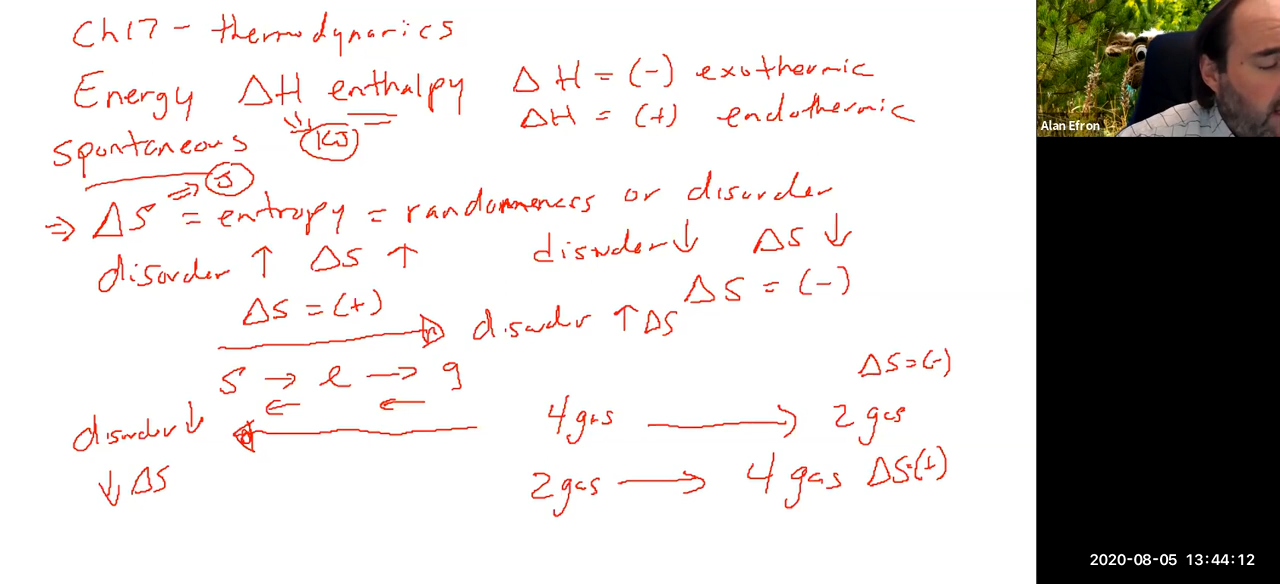 Ch17 - thermodynamics
Energy ΔH enthalpy ΔH = (-) exothermic
ΔH = (+) endothermic
spontaneous KJ
J
⇒ ΔS = entropy = randomneness or disorder
disorder ↑ ΔS ↑ disorder ↓ ΔS ↓
ΔS = (+) ΔS = (-)
disorder ↑ ΔS
S → l → g ΔS = (-)
← ←
disorder ↓ 4 gas → 2 gas
↓ ΔS 2 gas → 4 gas ΔS = (+)
Alan Efron
2020-08-05 13:44:12